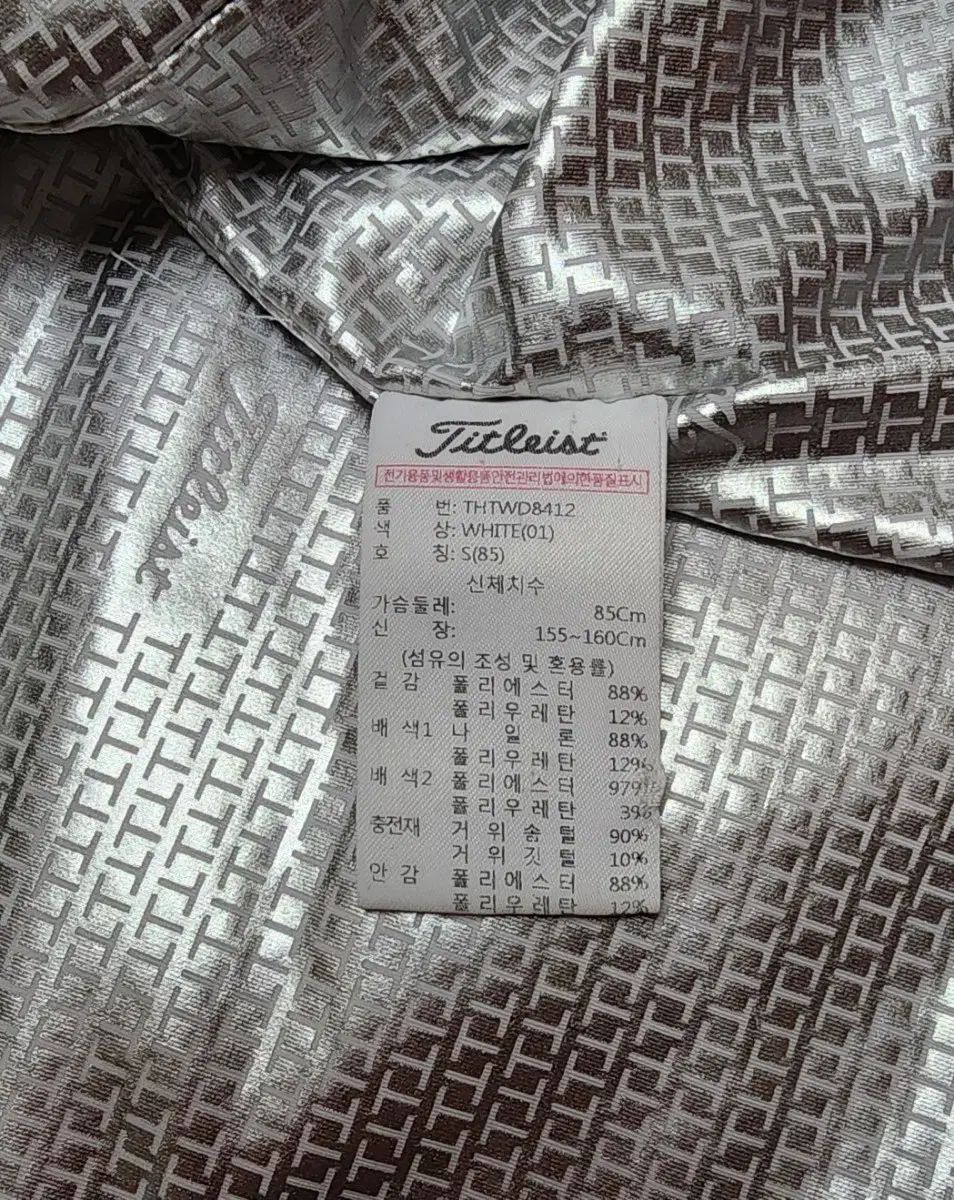 Titleist
Titleist
전기용품및생활용품안전관리법에의한품질표시
품 번: THTWD8412
색 상: WHITE(01)
호 칭: S(85)
신체치수
가슴둘레: 85Cm
신 장: 155~160Cm
(섬유의 조성 및 혼용률)
겉 감 폴리에스터 88%
폴리우레탄 12%
배 색1 나 일 론 88%
폴리우레탄 12%
배 색2 폴리에스터 97%
폴리우레탄 3%
충전재 거 위 솜 털 90%
거 위 깃 털 10%
안 감 폴리에스터 88%
폴리우레탄 12%